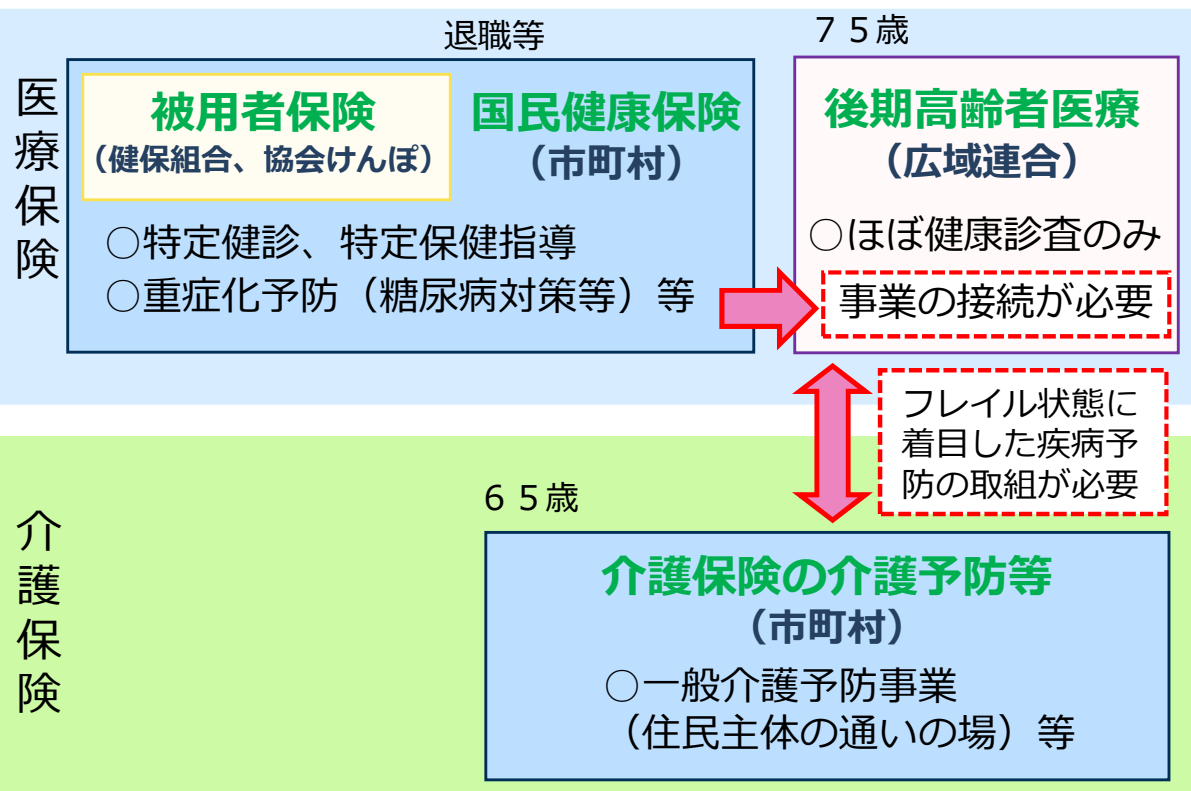 退職等
７５歳
医療保険
被用者保険
（健保組合、協会けんぽ）
国民健康保険
（市町村）
○特定健診、特定保健指導
○重症化予防（糖尿病対策等）等
後期高齢者医療
（広域連合）
○ほぼ健康診査のみ
事業の接続が必要
フレイル状態に
着目した疾病予
防の取組が必要
介護保険
６５歳
介護保険の介護予防等
（市町村）
○一般介護予防事業
（住民主体の通いの場）等